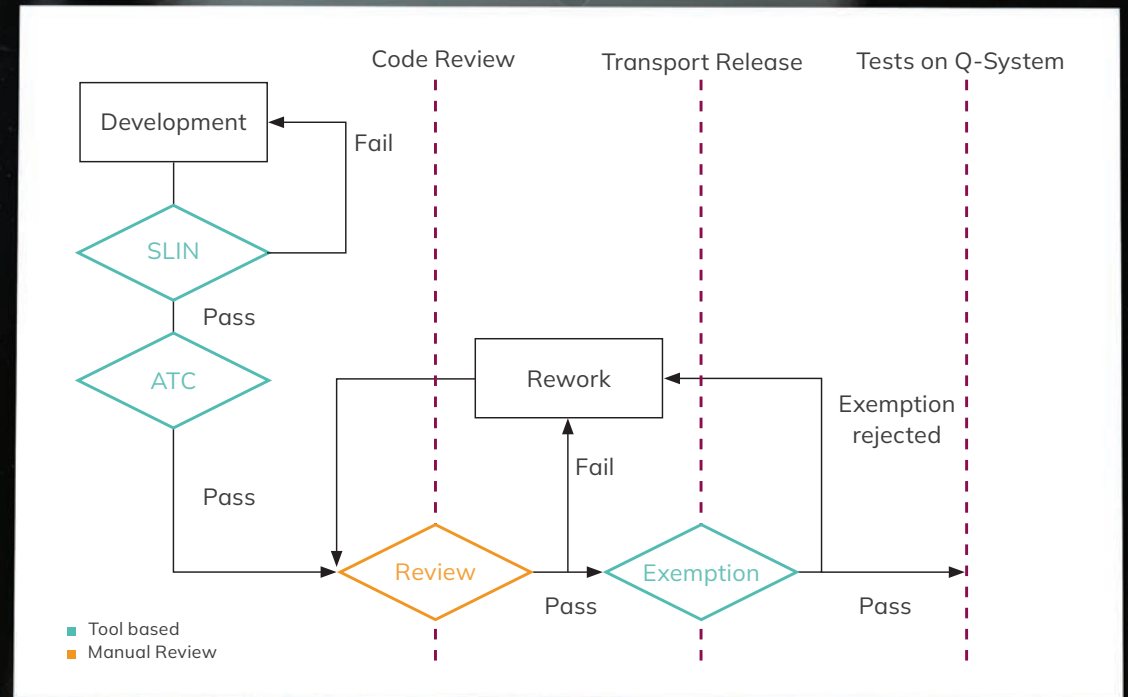 Code Review
Transport Release
Tests on Q-System
Development
Fail
SLIN
Pass
ATC
Rework
Exemption
rejected
Fail
Pass
Review
Exemption
Pass
Pass
Tool based
Manual Review